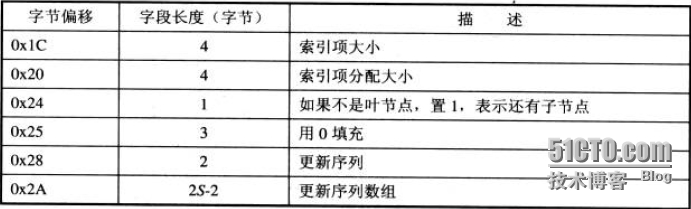 字节偏移 字段长度（字节） 描 述
0x1C 4 索引项大小
0x20 4 索引项分配大小
0x24 1 如果不是叶节点，置 1，表示还有子节点
0x25 3 用 0 填充
0x28 2 更新序列
0x2A 2S-2 更新序列数组
51CTO.com
技术博客 Blog